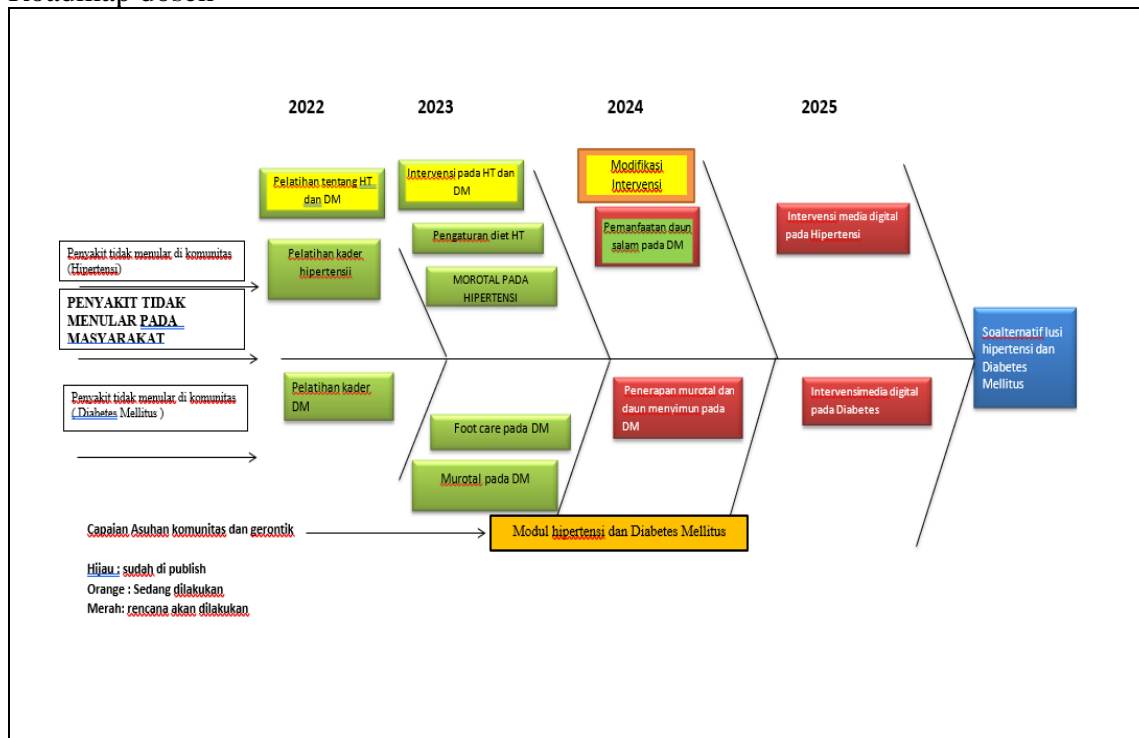 2022 2023 2024 2025
Pelatihan tentang HT
dan DM
Intervensi pada HT dan
DM
Modifikasi
Intervensi
Pelatihan kader
hipertensii
Pengaturan diet HT
MOROTAL PADA
HIPERTENSI
Pemanfaatan daun
salam pada DM
Intervensi media digital
pada Hipertensi
Penyakit tidak menular di komunitas
(Hipertensi)
PENYAKIT TIDAK
MENULAR PADA
MASYARAKAT
Penyakit tidak menular di komunitas
( Diabetes Mellitus )
Soalternatif lusi
hipertensi dan
Diabetes
Mellitus
Pelatihan kader
DM
Foot care pada DM
Murotal pada DM
Penerapan murotal dan
daun menyimun pada
DM
Intervensimedia digital
pada Diabetes
Capaian Asuhan komunitas dan gerontik
Modul hipertensi dan Diabetes Mellitus
Hijau : sudah di publish
Orange : Sedang dilakukan
Merah: rencana akan dilakukan